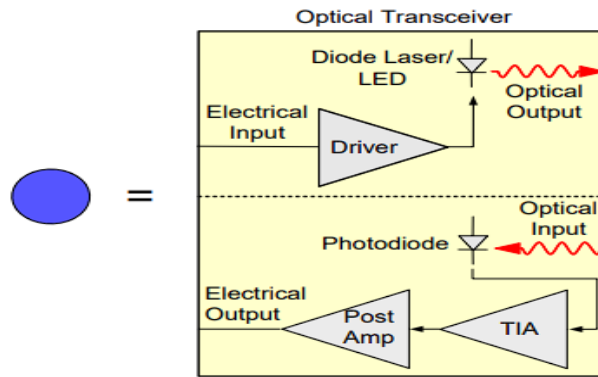 Optical Transceiver
Diode Laser/
LED
Optical
Output
Electrical
Input
Driver
=
Optical
Input
Photodiode
Electrical
Output
Post
Amp
TIA